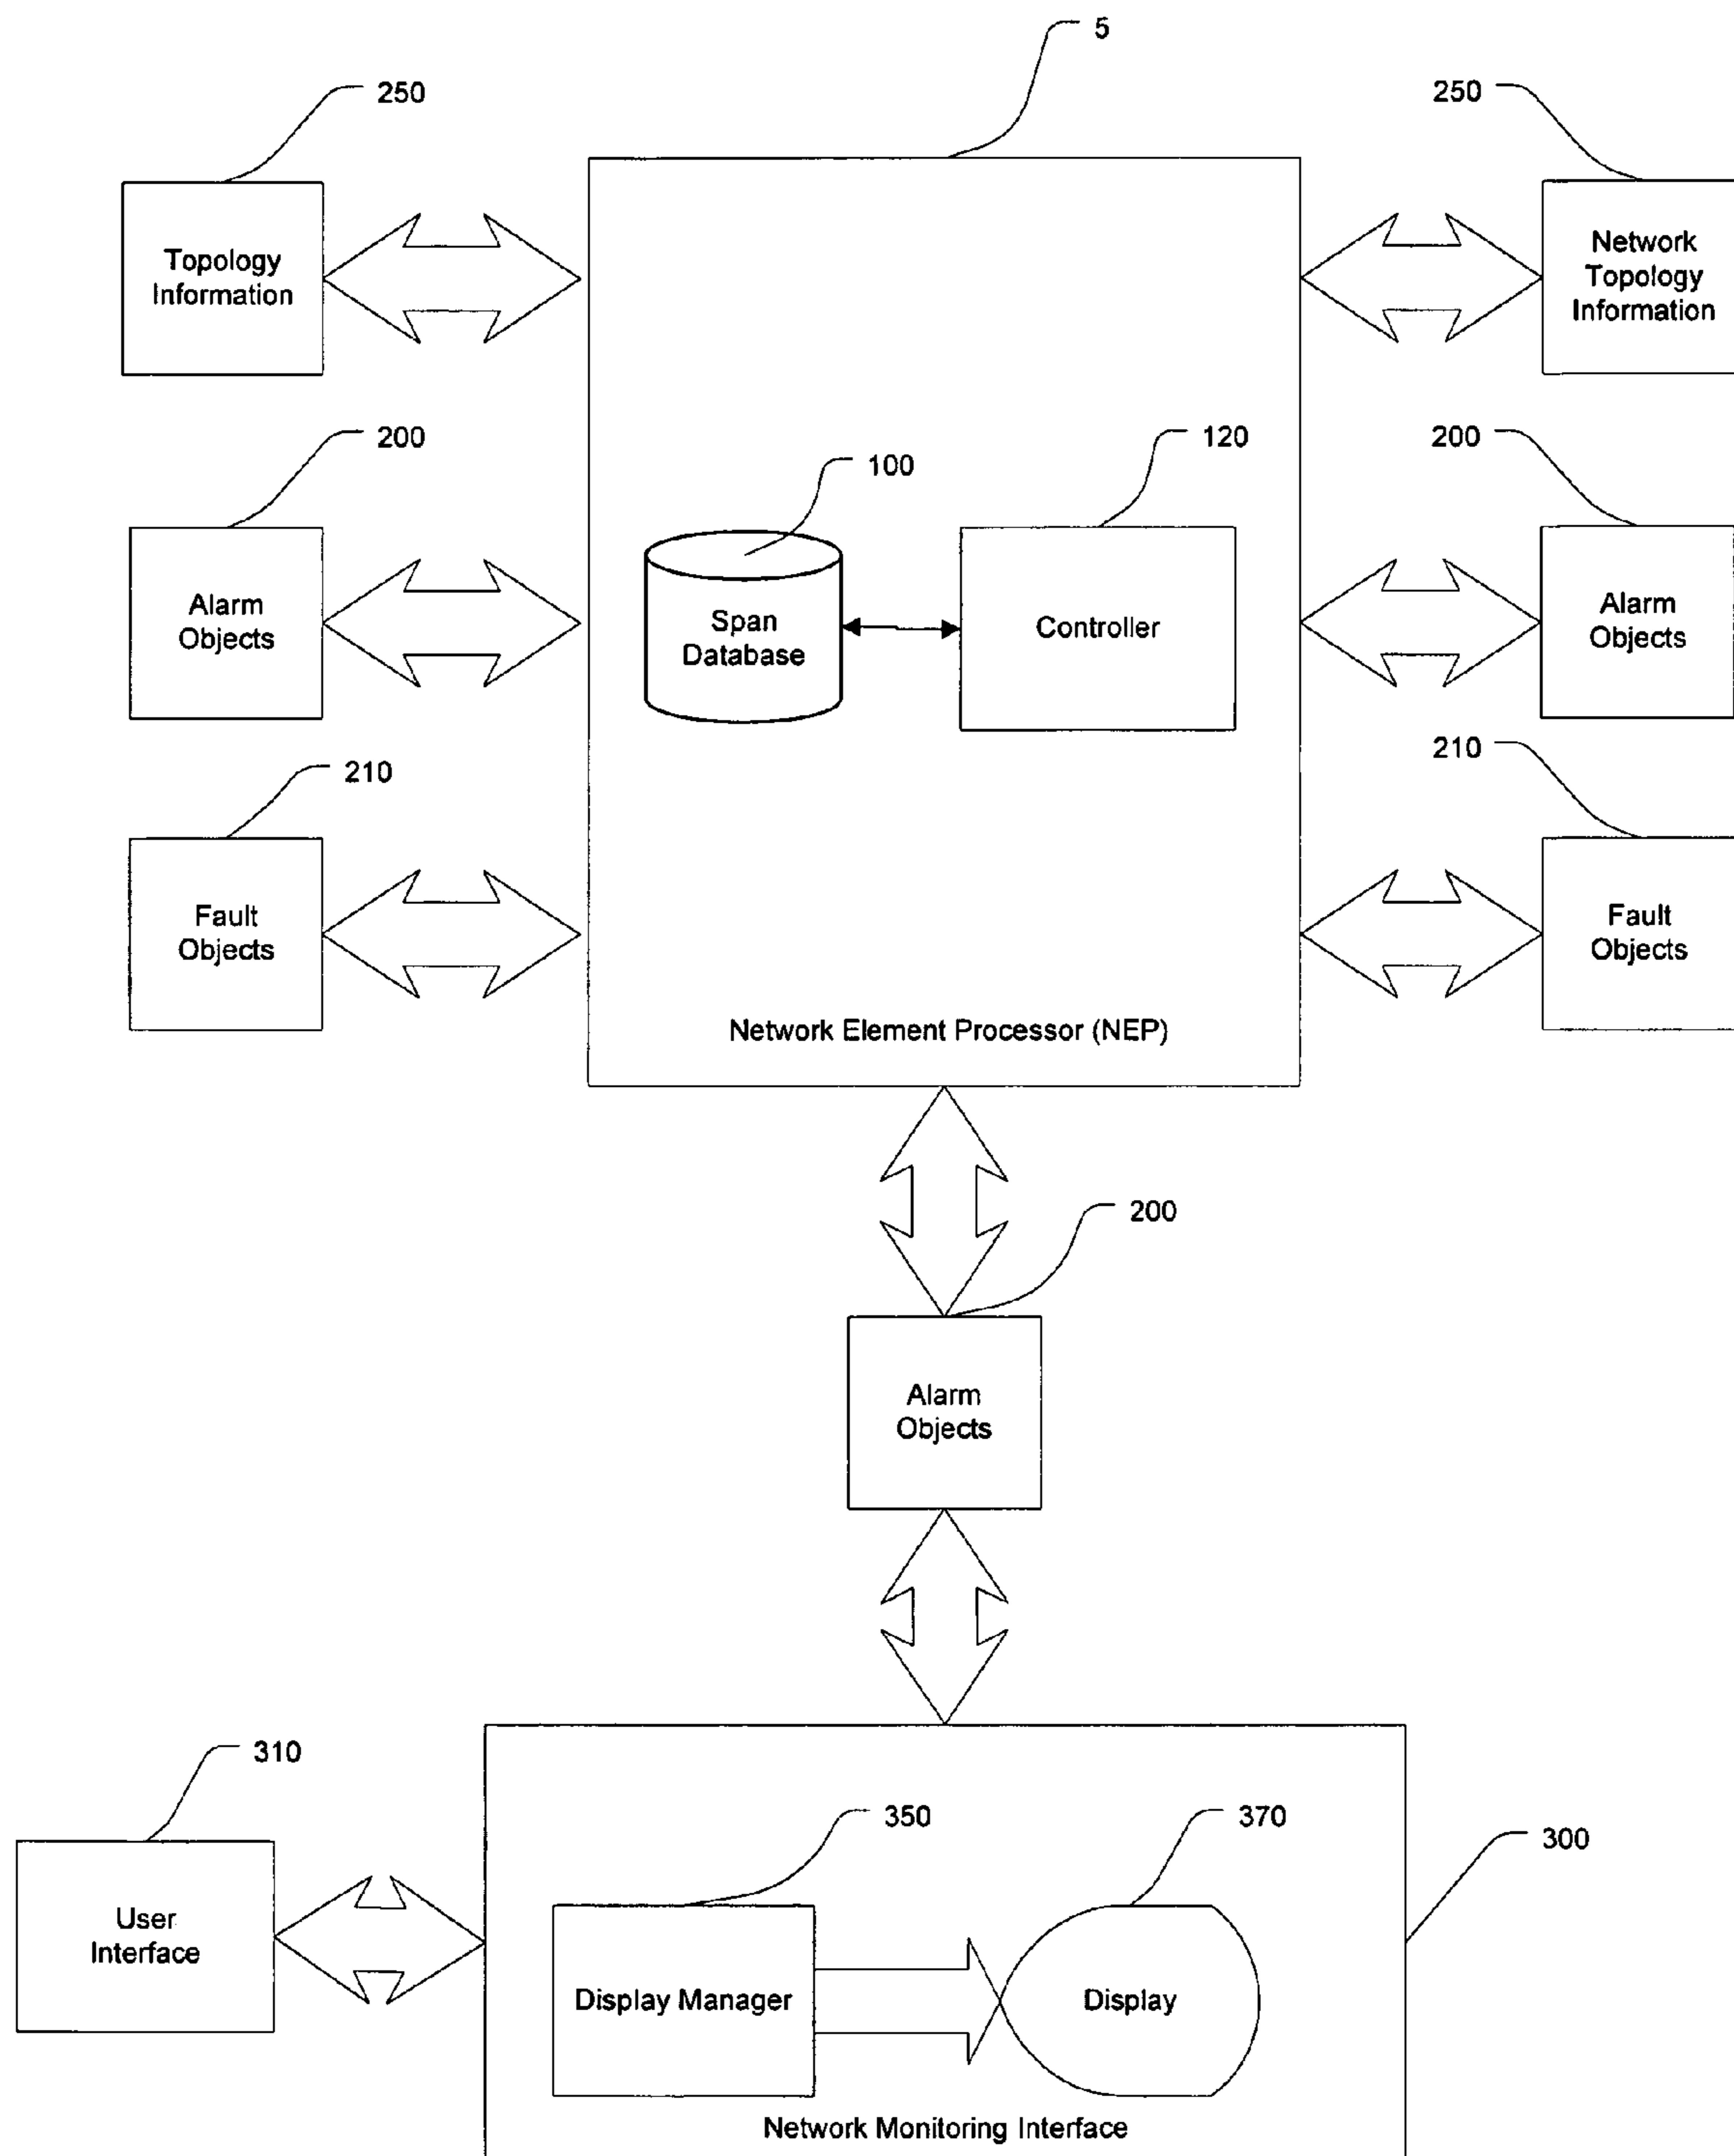 5
250
250
Topology
Information
Network
Topology
Information
200
120
200
100
Alarm
Objects
Span
Database
Controller
Alarm
Objects
210
210
Fault
Objects
Fault
Objects
Network Element Processor (NEP)
200
Alarm
Objects
310
350
370
300
User
Interface
Display Manager
Display
Network Monitoring Interface